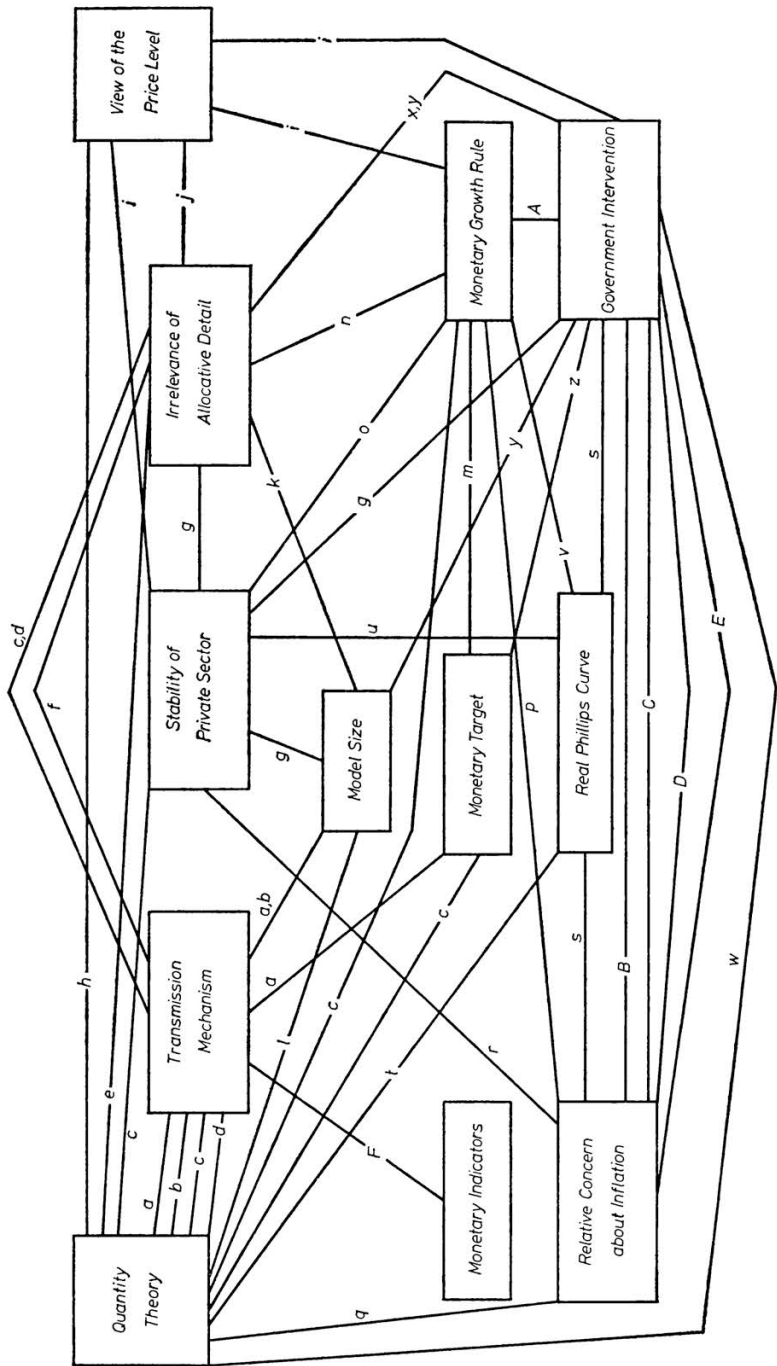 Quantity
Theory
View of the
Price Level
Transmission
Mechanism
Stability of
Private Sector
Irrelevance of
Allocative Detail
Model Size
Monetary Indicators
Monetary Target
Monetary Growth Rule
Relative Concern
about Inflation
Real Phillips Curve
Government Intervention
c,d
f
h
e
c
a
b
c
d
i
j
i
i
g
g
k
n
x,y
o
g
a,b
a
F
l
c
c
t
r
u
m
y
z
v
p
A
s
s
q
B
C
D
E
w